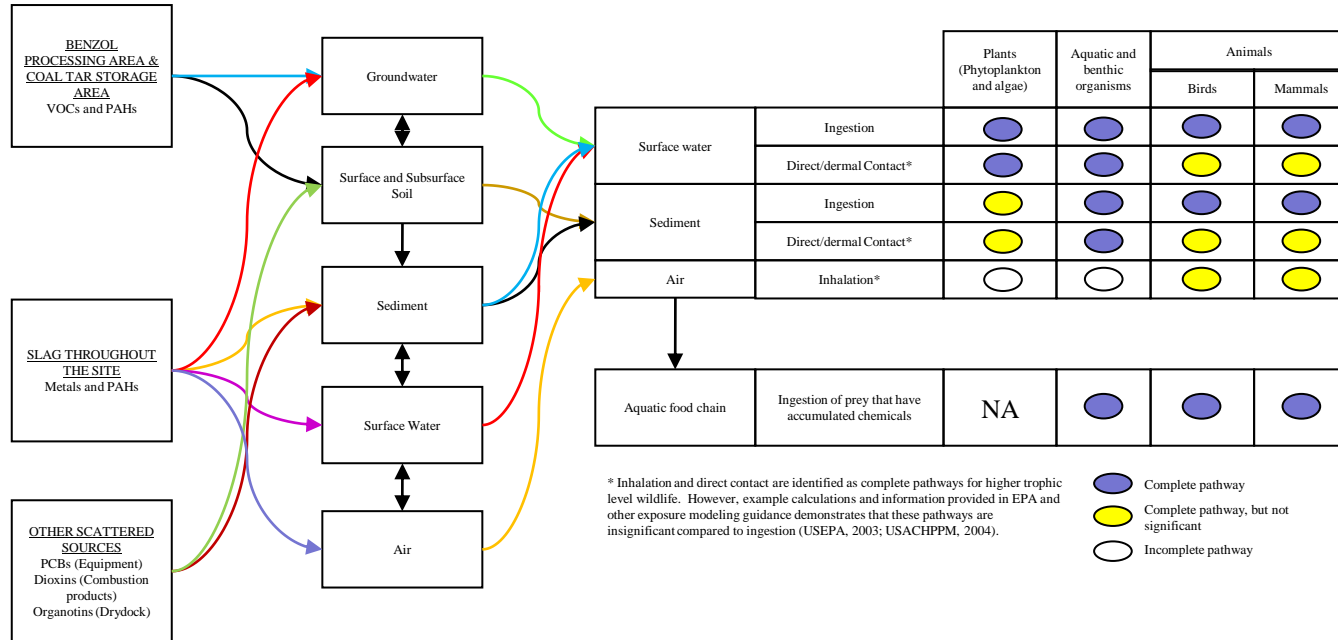 BENZOL
PROCESSING AREA &
COAL TAR STORAGE
AREA
VOCs and PAHs
SLAG THROUGHOUT
THE SITE
Metals and PAHs
OTHER SCATTERED
SOURCES
PCBs (Equipment)
Dioxins (Combustion
products)
Organotins (Drydock)
Groundwater
Surface and Subsurface
Soil
Sediment
Surface Water
Air
Plants
(Phytoplankton
and algae)
Aquatic and
benthic
organisms
Animals
Birds
Mammals
Surface water
Ingestion
Direct/dermal Contact*
Sediment
Ingestion
Direct/dermal Contact*
Air
Inhalation*
Aquatic food chain
Ingestion of prey that have
accumulated chemicals
NA
* Inhalation and direct contact are identified as complete pathways for higher trophic
level wildlife. However, example calculations and information provided in EPA and
other exposure modeling guidance demonstrates that these pathways are
insignificant compared to ingestion (USEPA, 2003; USACHPPM, 2004).
Complete pathway
Complete pathway, but not
significant
Incomplete pathway